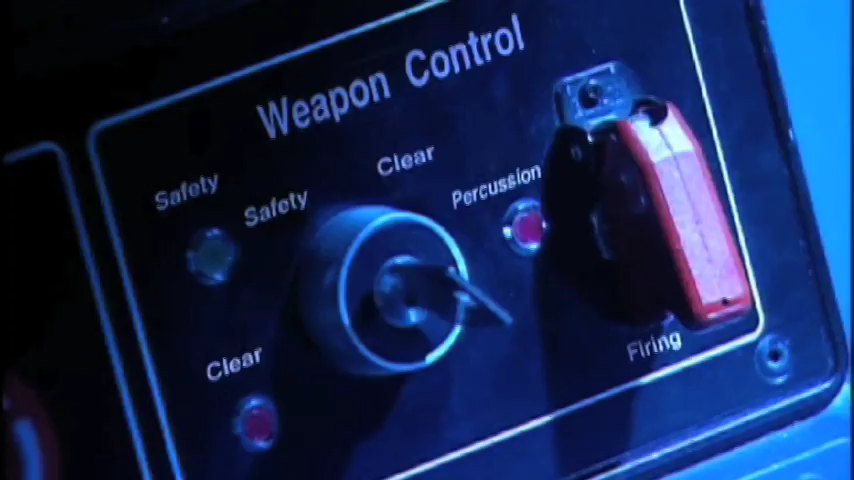 Weapon Control
Clear
Safety
Safety
Percussion
Clear
Firing